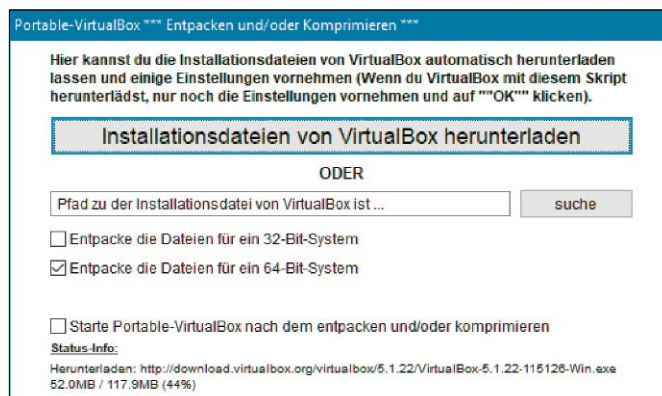 Portable-VirtualBox *** Entpacken und/oder Komprimieren ***
Hier kannst du die Installationsdateien von VirtualBox automatisch herunterladen
lassen und einige Einstellungen vornehmen (Wenn du VirtualBox mit diesem Skript
herunterlädst, nur noch die Einstellungen vornehmen und auf ""OK"" klicken).
Installationsdateien von VirtualBox herunterladen
ODER
Pfad zu der Installationsdatei von VirtualBox ist ...
suche
Entpacke die Dateien für ein 32-Bit-System
Entpacke die Dateien für ein 64-Bit-System
Starte Portable-VirtualBox nach dem entpacken und/oder komprimieren
Status-Info:
Herunterladen: http://download.virtualbox.org/virtualbox/5.1.22/VirtualBox-5.1.22-115126-Win.exe
52.0MB / 117.9MB (44%)